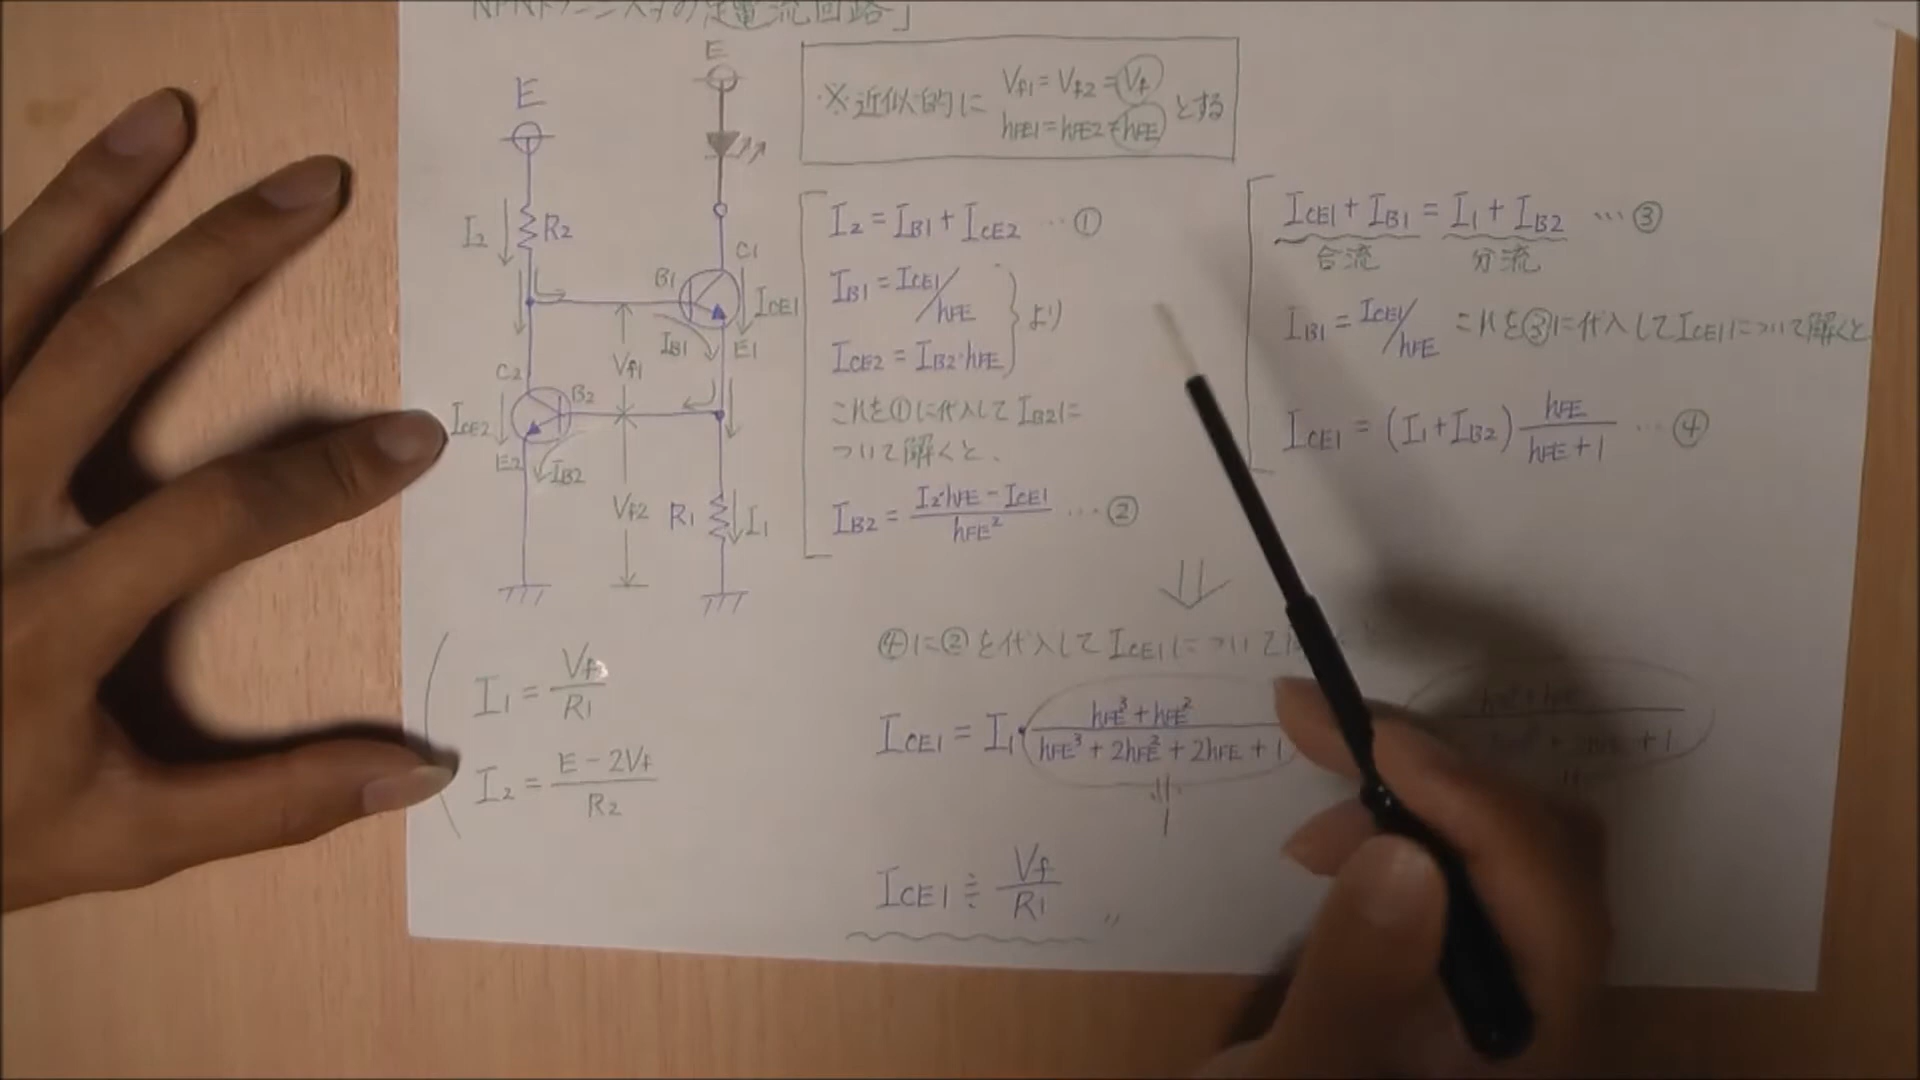 NPNトランジスタの定電流回路」
E
E
※近似的に Vf1 = Vf2 = Vf
hFE1 = hFE2 = hFE とする
I2
R2
C1
B1
ICE1
IB1
E1
Vf1
C2
B2
ICE2
E2
IB2
Vf2
R1
I1
I2 = IB1 + ICE2 … ①
IB1 = ICE1/hFE
ICE2 = IB2・hFE
より
これを①に代入して IB2に
ついて解くと、
IB2 = (I2・hFE − ICE1)/hFE² … ②
ICE1 + IB1 = I1 + IB2 … ③
合流 分流
IB1 = ICE1/hFE これを③に代入して ICE1について解くと
ICE1 = (I1 + IB2) hFE/(hFE + 1) … ④
⇓
④に②を代入して ICE1について
ICE1 = I1・(hFE³ + hFE²)/(hFE³ + 2hFE² + 2hFE + 1)
+ 1
1
ICE1 ≒ Vf/R1 〃
I1 = Vf/R1
I2 = (E − 2Vf)/R2